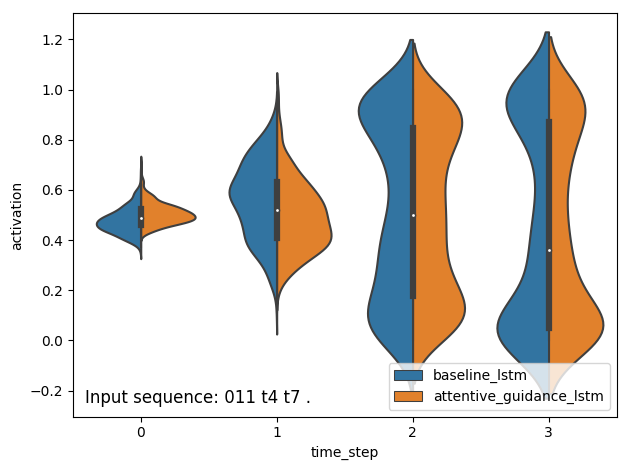 1.2
1.0
0.8
0.6
0.4
0.2
0.0
−0.2
activation
Input sequence: 011 t4 t7 .
baseline_lstm
attentive_guidance_lstm
0 1 2 3
time_step